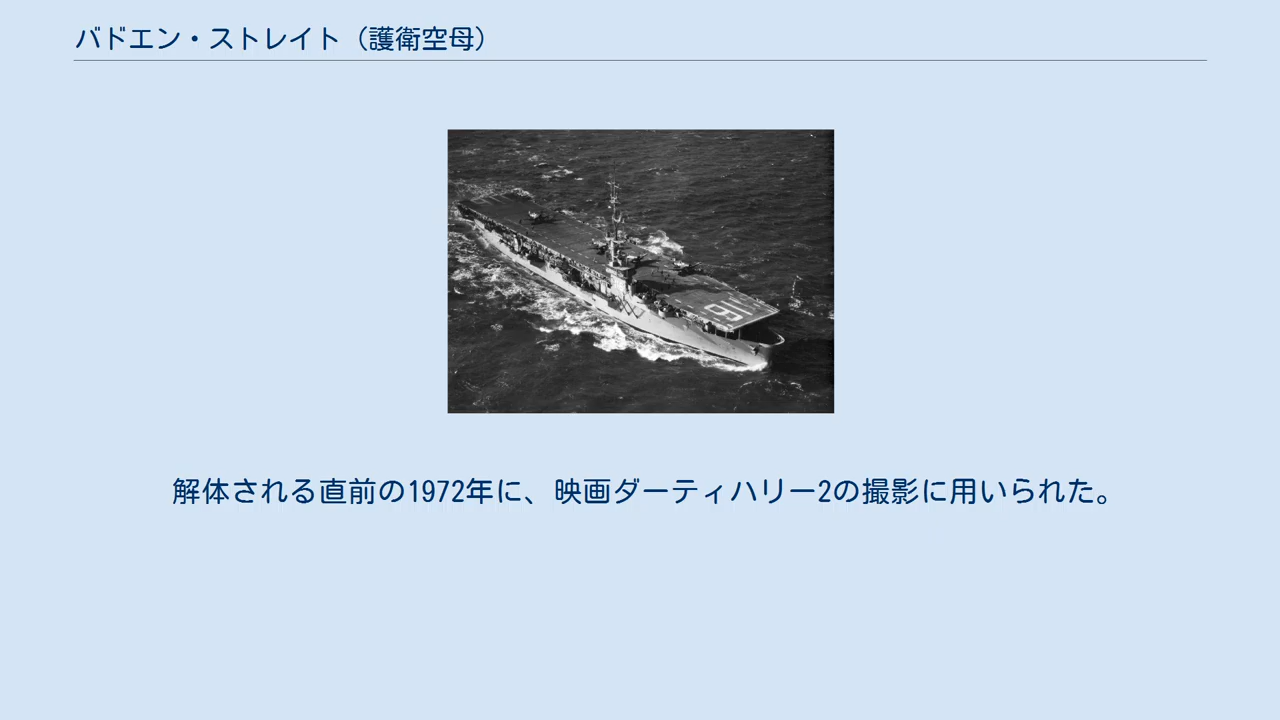 バドエン・ストレイト（護衛空母）
16
解体される直前の1972年に、映画ダーティハリー2の撮影に用いられた。